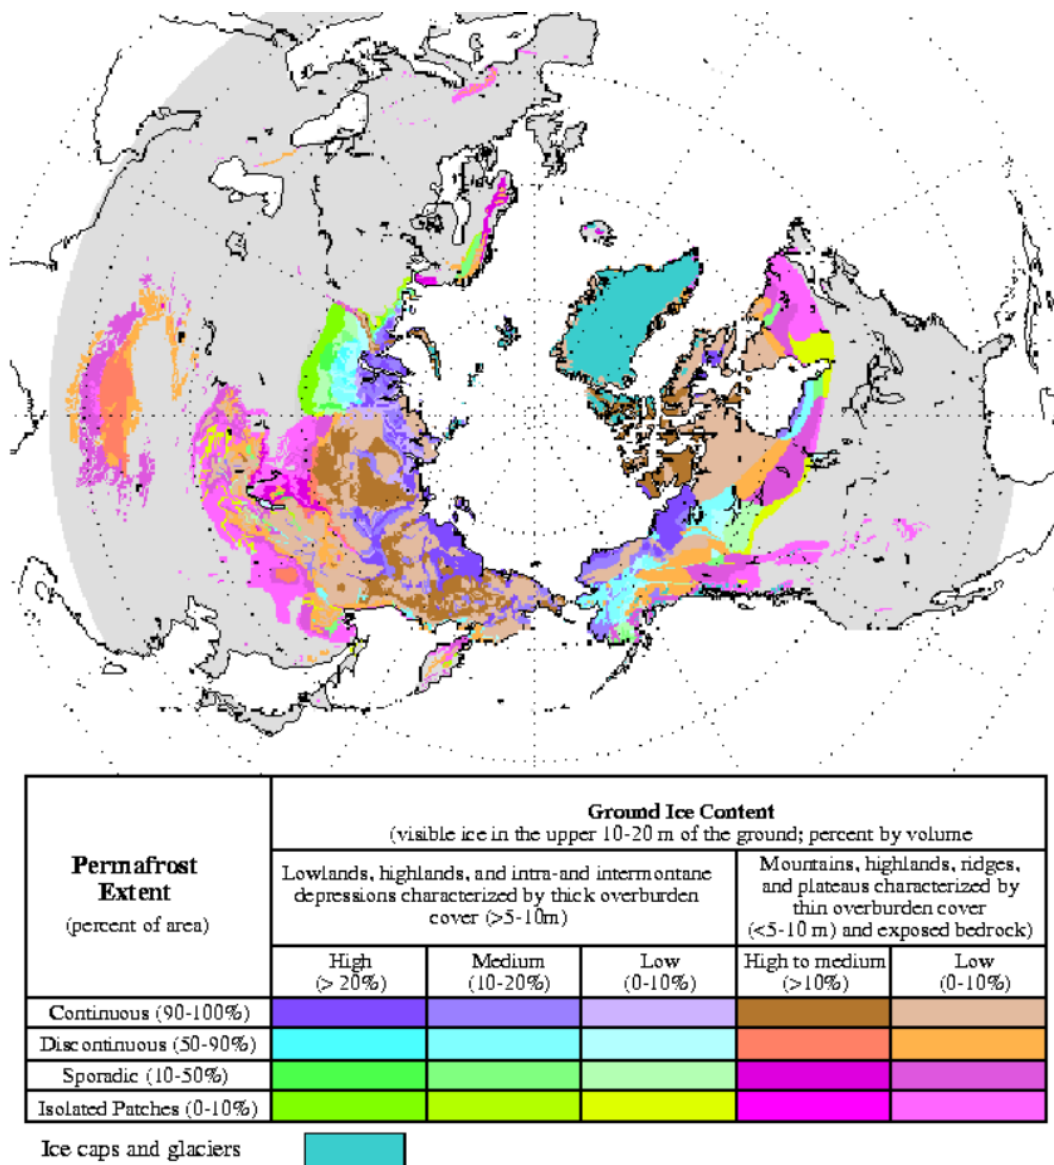 Permafrost
Extent
(percent of area)
Ground Ice Content
(visible ice in the upper 10-20 m of the ground; percent by volume
Lowlands, highlands, and intra-and intermontane
depressions characterized by thick overburden
cover (>5-10m)
Mountains, highlands, ridges,
and plateaus characterized by
thin overburden cover
(<5-10 m) and exposed bedrock)
High
(> 20%)
Medium
(10-20%)
Low
(0-10%)
High to medium
(>10%)
Low
(0-10%)
Continuous (90-100%)
Discontinuous (50-90%)
Sporadic (10-50%)
Isolated Patches (0-10%)
Ice caps and glaciers